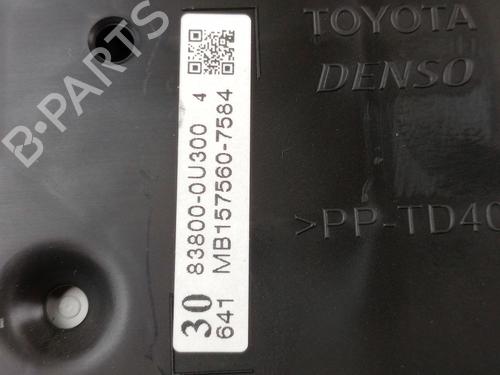 TOYOTA
DENSO
>PP-TD40
83800-0U300 4
MB157560-7584
30
641
B-PARTS